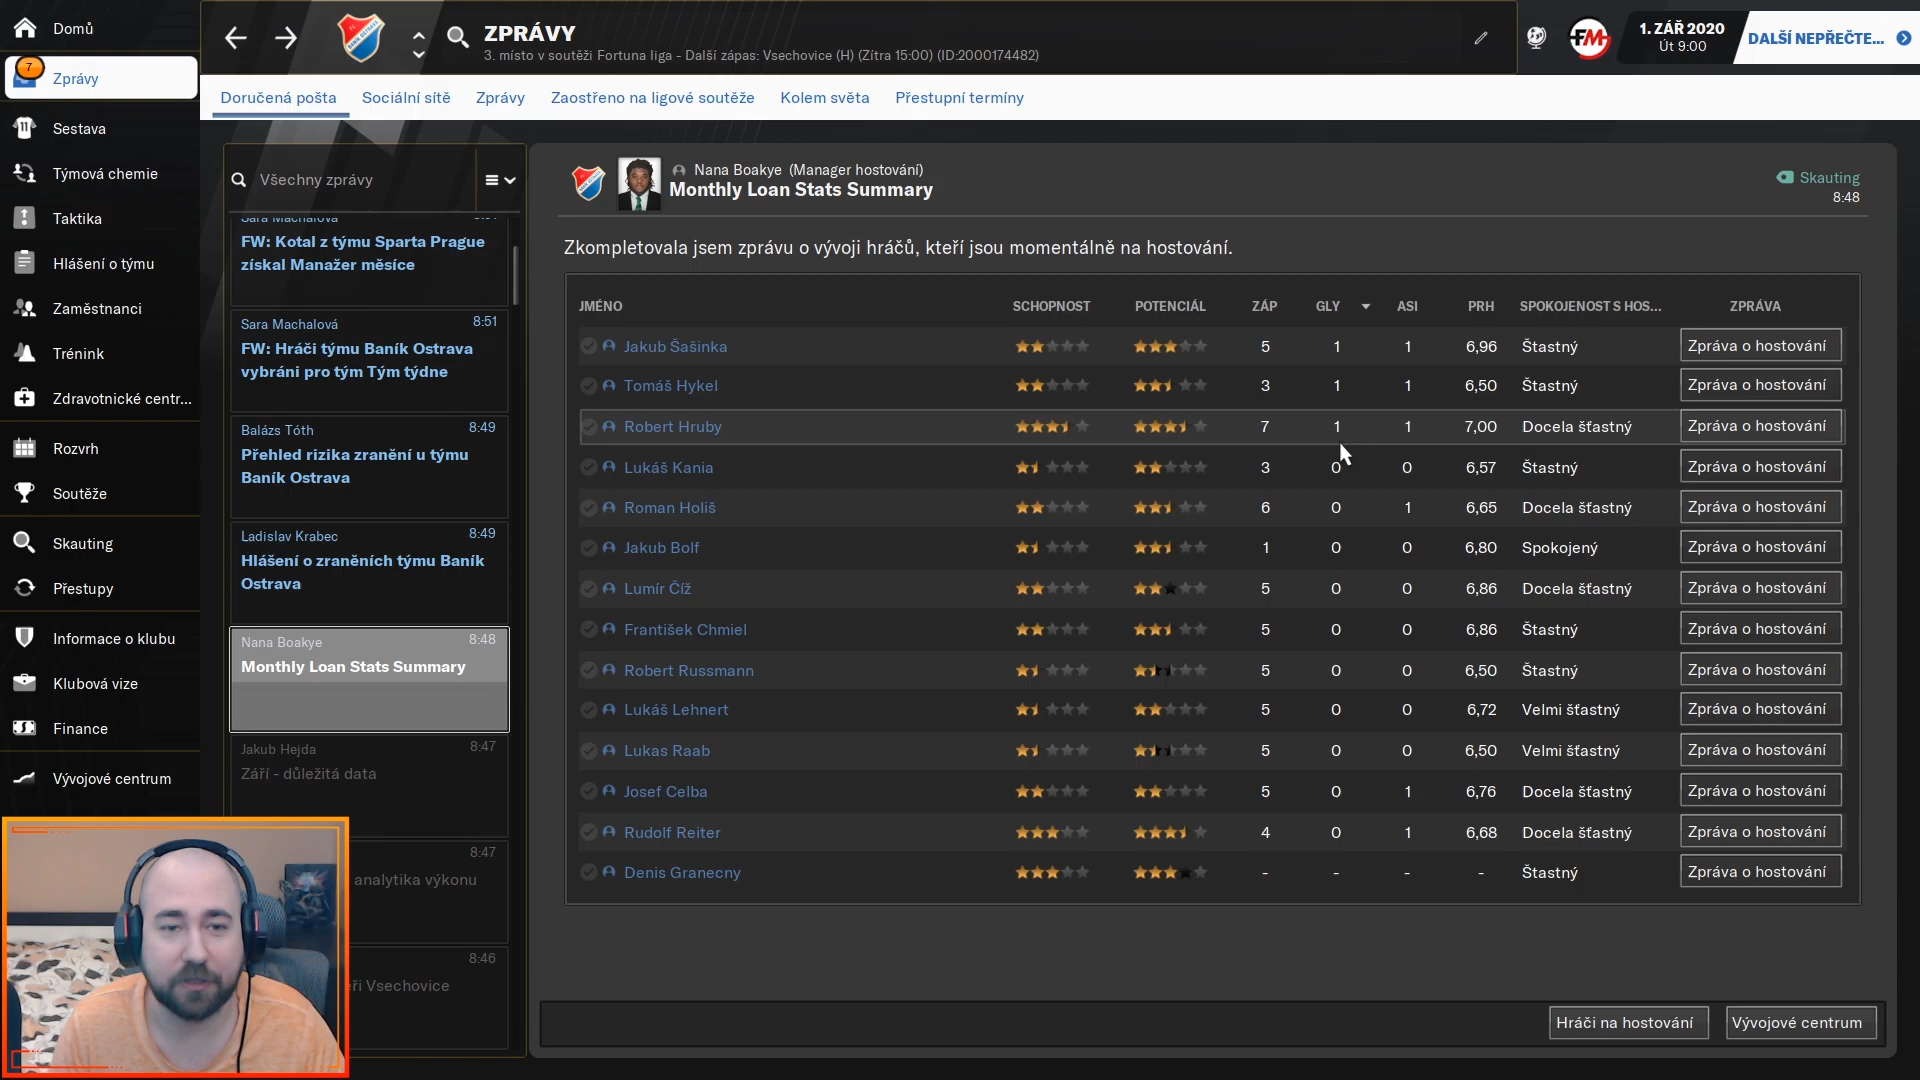 Domů
7
Zprávy
Sestava
Týmová chemie
Taktika
Hlášení o týmu
Zaměstnanci
Trénink
Zdravotnické centr...
Rozvrh
Soutěže
Skauting
Přestupy
Informace o klubu
Klubová vize
Finance
Vývojové centrum
ZPRÁVY
3. místo v soutěži Fortuna liga - Další zápas: Vsechovice (H) (Zítra 15:00) (ID:2000174482)
FM
1. ZÁŘ 2020
Út 9:00
DALŠÍ NEPŘEČTE...
Doručená pošta Sociální sítě Zprávy Zaostřeno na ligové soutěže Kolem světa Přestupní termíny
Všechny zprávy
Sara Machalová
FW: Kotal z týmu Sparta Prague
získal Manažer měsíce
Sara Machalová 8:51
FW: Hráči týmu Baník Ostrava
vybráni pro tým Tým týdne
Balázs Tóth 8:49
Přehled rizika zranění u týmu
Baník Ostrava
Ladislav Krabec 8:49
Hlášení o zraněních týmu Baník
Ostrava
Nana Boakye 8:48
Monthly Loan Stats Summary
Jakub Hejda 8:47
Září - důležitá data
8:47
analytika výkonu
8:46
Vsechovice
Nana Boakye (Manager hostování)
Monthly Loan Stats Summary
Skauting
8:48
Zkompletovala jsem zprávu o vývoji hráčů, kteří jsou momentálně na hostování.
JMÉNO SCHOPNOST POTENCIÁL ZÁP GLY ASI PRH SPOKOJENOST S HOS... ZPRÁVA
Jakub Šašinka 5 1 1 6,96 Štastný Zpráva o hostování
Tomáš Hykel 3 1 1 6,50 Štastný Zpráva o hostování
Robert Hruby 7 1 1 7,00 Docela šťastný Zpráva o hostování
Lukáš Kania 3 0 0 6,57 Štastný Zpráva o hostování
Roman Holiš 6 0 1 6,65 Docela šťastný Zpráva o hostování
Jakub Bolf 1 0 0 6,80 Spokojený Zpráva o hostování
Lumír Číž 5 0 0 6,86 Docela šťastný Zpráva o hostování
František Chmiel 5 0 0 6,86 Štastný Zpráva o hostování
Robert Russmann 5 0 0 6,50 Štastný Zpráva o hostování
Lukáš Lehnert 5 0 0 6,72 Velmi šťastný Zpráva o hostování
Lukas Raab 5 0 0 6,50 Velmi šťastný Zpráva o hostování
Josef Celba 5 0 1 6,76 Docela šťastný Zpráva o hostování
Rudolf Reiter 4 0 1 6,68 Docela šťastný Zpráva o hostování
Denis Granecny - - - - Štastný Zpráva o hostování
Hráči na hostování Vývojové centrum